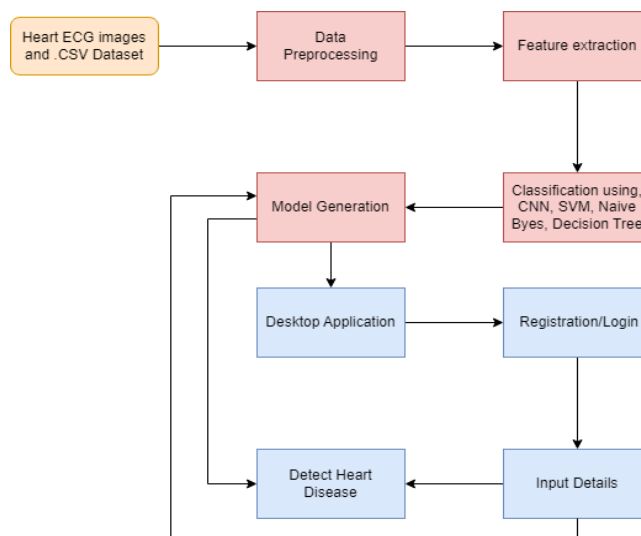 Heart ECG images
and .CSV Dataset
Data
Preprocessing
Feature extraction
Classification using,
CNN, SVM, Naive
Byes, Decision Tree
Model Generation
Desktop Application
Registration/Login
Input Details
Detect Heart
Disease